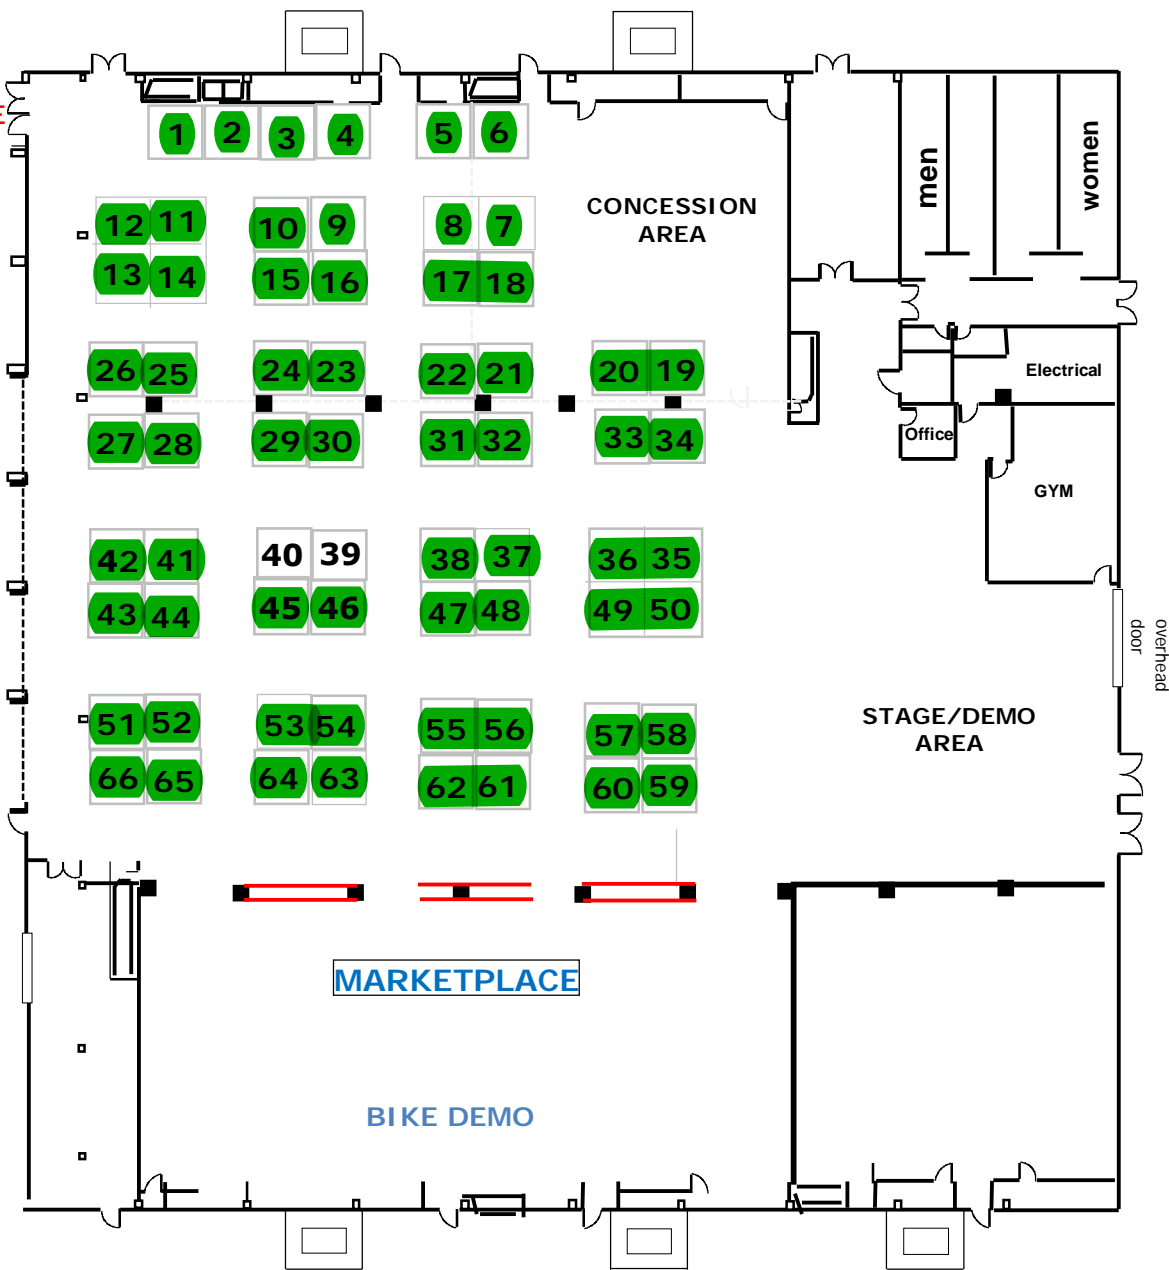 1 2 3 4 5 6
men
women
CONCESSION
AREA
12 11 10 9 8 7
13 14 15 16 17 18
26 25 24 23 22 21 20 19
Electrical
27 28 29 30 31 32 33 34
Office
GYM
42 41 40 39 38 37 36 35
43 44 45 46 47 48 49 50
overhead
door
51 52 53 54 55 56 57 58
STAGE/DEMO
AREA
66 65 64 63 62 61 60 59
MARKETPLACE
BIKE DEMO